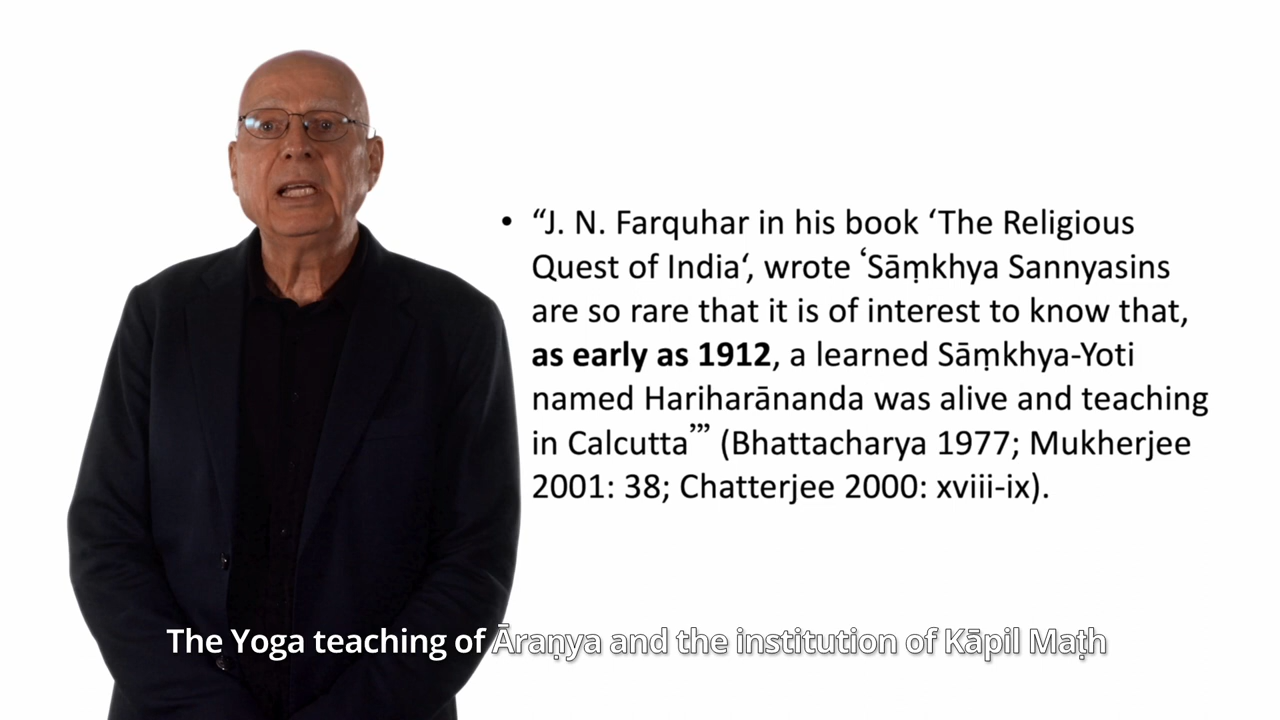 • “J. N. Farquhar in his book ‘The Religious
Quest of India‘, wrote ‘Sāṃkhya Sannyasins
are so rare that it is of interest to know that,
as early as 1912, a learned Sāṃkhya-Yoti
named Hariharānanda was alive and teaching
in Calcutta’” (Bhattacharya 1977; Mukherjee
2001: 38; Chatterjee 2000: xviii-ix).
The Yoga teaching of Āraṇya and the institution of Kāpil Maṭh